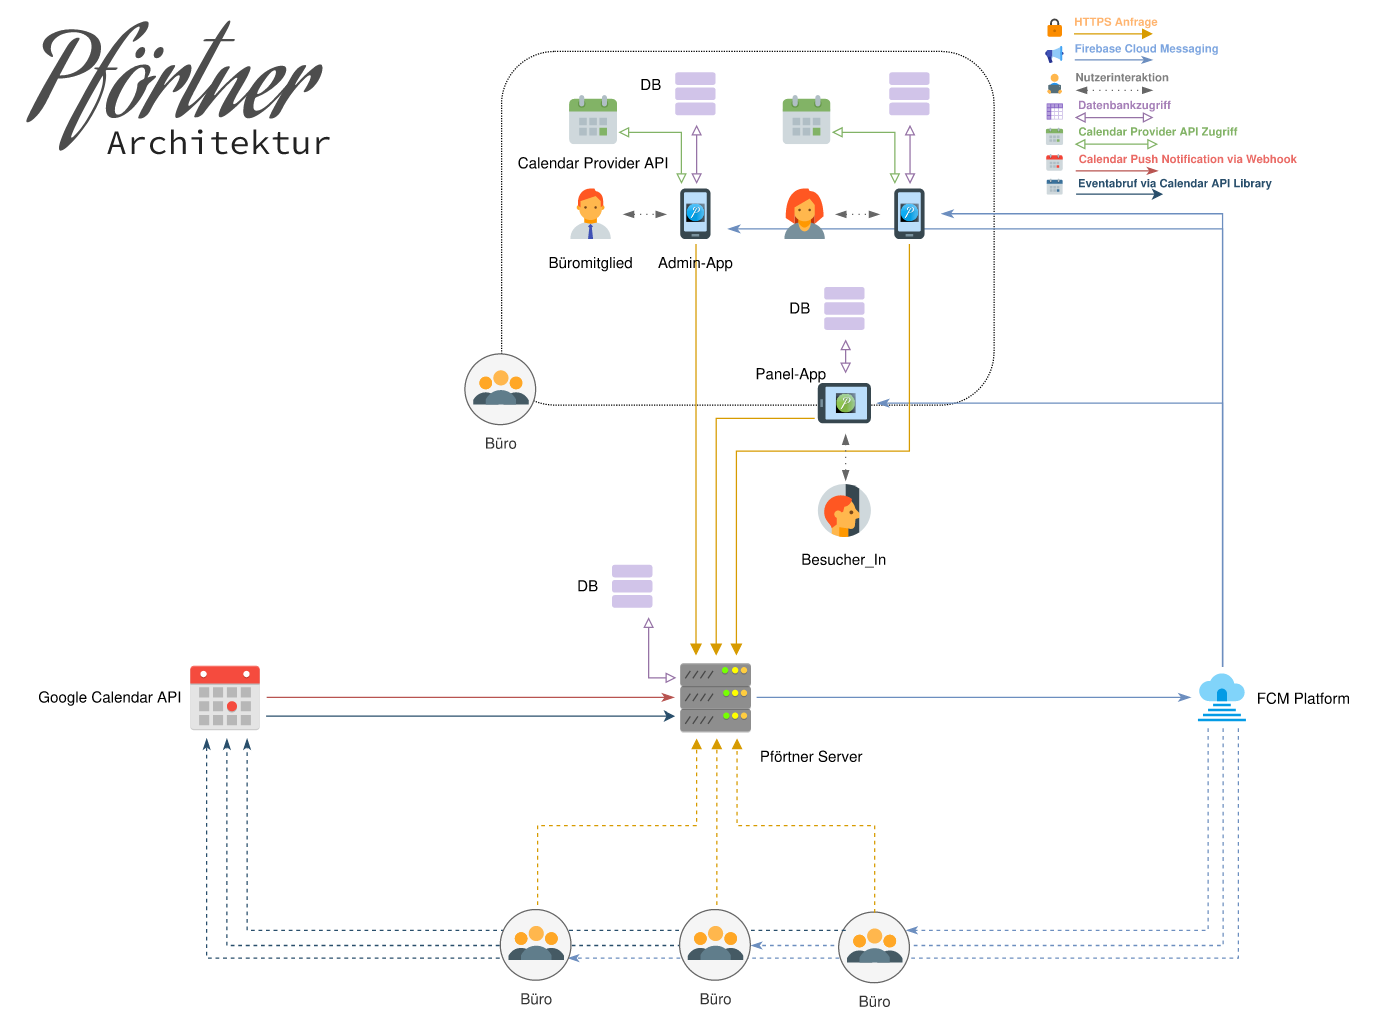 Pförtner
Architektur
HTTPS Anfrage
Firebase Cloud Messaging
Nutzerinteraktion
Datenbankzugriff
Calendar Provider API Zugriff
Calendar Push Notification via Webhook
Eventabruf via Calendar API Library
DB
Calendar Provider API
Büromitglied
Admin-App
DB
Panel-App
Büro
Besucher_In
DB
Google Calendar API
FCM Platform
Pförtner Server
Büro
Büro
Büro